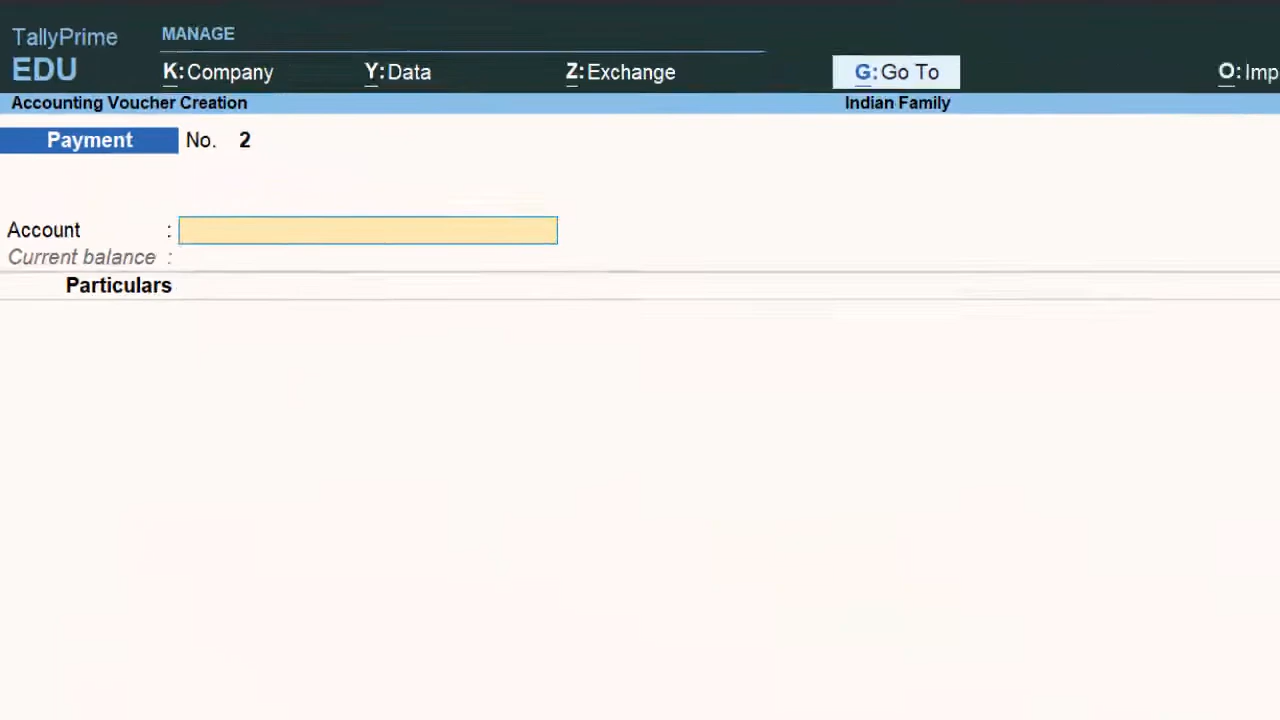 TallyPrime MANAGE
EDU K:Company Y:Data Z:Exchange G:Go To O:Imp
Accounting Voucher Creation Indian Family
Payment No. 2
Account :
Current balance :
Particulars